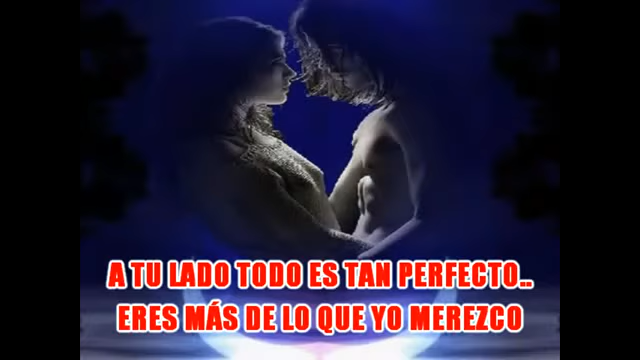 A TU LADO TODO ES TAN PERFECTO..
ERES MÁS DE LO QUE YO MEREZCO